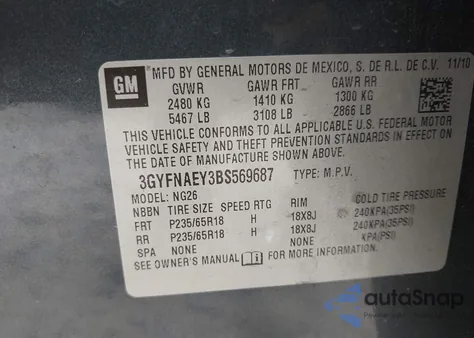 GM
MFD BY GENERAL MOTORS DE MEXICO, S. DE R.L. DE C.V. 11/10
GVWR GAWR FRT GAWR RR
2480 KG 1410 KG 1300 KG
5467 LB 3108 LB 2866 LB
THIS VEHICLE CONFORMS TO ALL APPLICABLE U.S. FEDERAL MOTOR
VEHICLE SAFETY AND THEFT PREVENTION STANDARDS IN EFFECT ON
THE DATE OF MANUFACTURE SHOWN ABOVE.
3GYFNAEY3BS569687 TYPE: M.P.V.
MODEL: NG26
NBBN TIRE SIZE SPEED RTG RIM COLD TIRE PRESSURE
FRT P235/65R18 H 18X8J 240KPA(35PSI)
RR P235/65R18 H 18X8J 240KPA(35PSI)
SPA NONE NONE KPA(PSI)
SEE OWNER'S MANUAL FOR MORE INFORMATION.
autoSnap